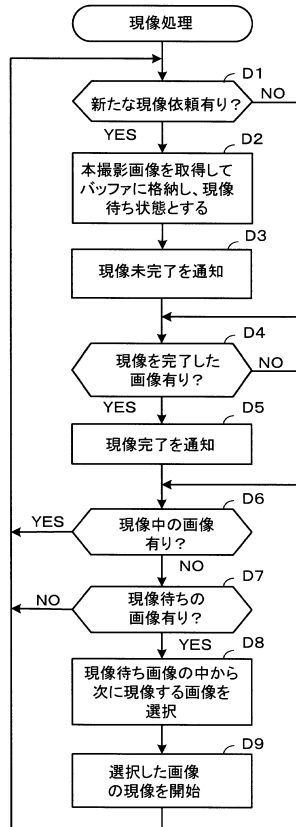 現像処理
D1
新たな現像依頼有り？
NO
YES
D2
本撮影画像を取得して
バッファに格納し、現像
待ち状態とする
D3
現像未完了を通知
D4
現像を完了した
画像有り？
NO
YES
D5
現像完了を通知
D6
現像中の画像
有り？
YES
NO
D7
現像待ちの
画像有り？
NO
YES
D8
現像待ち画像の中から
次に現像する画像を
選択
D9
選択した画像
の現像を開始